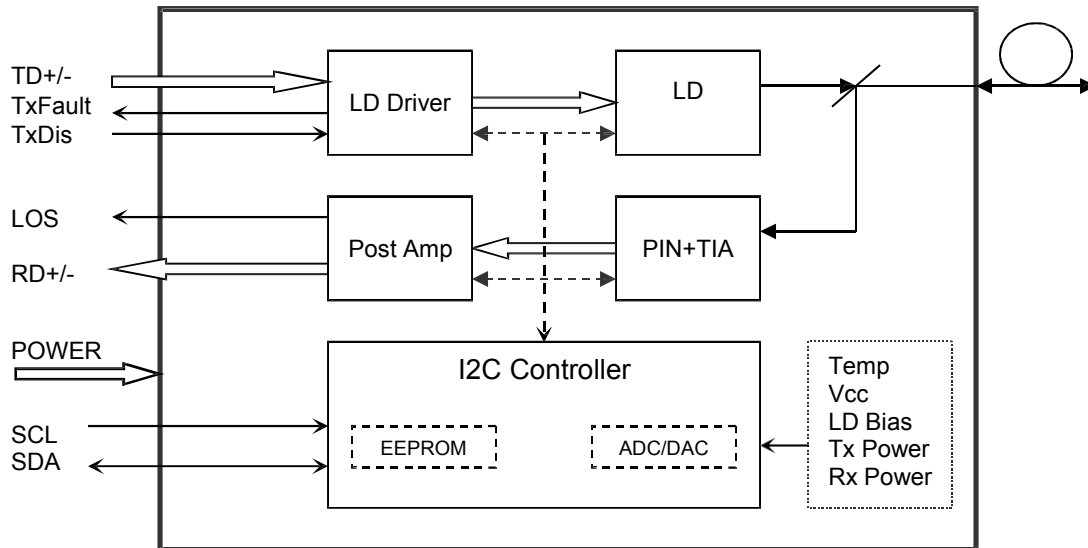 TD+/-
TxFault
TxDis
LD Driver
LD
LOS
RD+/-
Post Amp
PIN+TIA
POWER
SCL
SDA
I2C Controller
EEPROM
ADC/DAC
Temp
Vcc
LD Bias
Tx Power
Rx Power